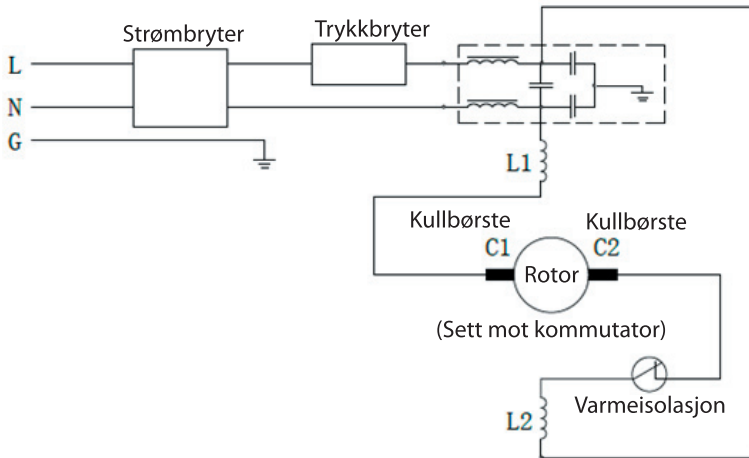 Strømbryter
Trykkbryter
L
N
G
L1
Kullbørste
Kullbørste
C1
C2
Rotor
(Sett mot kommutator)
Varmeisolasjon
L2